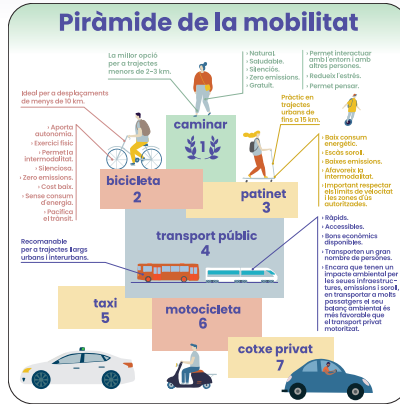 Piràmide de la mobilitat
La millor opció
per a trajectes
menors de 2-3 km.
› Natural.
› Saludable.
› Silenciós.
› Zero emissions.
› Gratuït.
› Permet interactuar
amb l'entorn i amb
altres persones.
› Redueix l'estrès.
› Permet pensar.
Ideal per a desplaçaments
de menys de 10 km.
Pràctic en
trajectes
urbans de
fins a 15 km.
caminar
1
› Aporta
autonomia.
› Exercici físic
› Permet la
intermodalitat.
› Silenciosa.
› Zero emissions.
› Cost baix.
› Sense consum
d'energia.
› Pacifica
el trànsit.
› Baix consum
energètic.
› Escàs soroll.
› Baixes emissions.
› Afavoreix la
intermodalitat.
› Important respectar
els límits de velocitat
i les zones d'ús
autoritzades.
bicicleta
2
patinet
3
Recomanable
per a trajectes llargs
urbans i interurbans.
transport públic
4
› Ràpids.
› Accessibles.
› Bons econòmics
disponibles.
› Transporten un gran
nombre de persones.
› Encara que tenen un
impacte ambiental per
les seues infraestruc-
tures, emissions i soroll,
en transportar a molts
passatgers el seu
balanç ambiental és
més favorable que
el transport privat
motoritzat.
taxi
5
motocicleta
6
cotxe privat
7